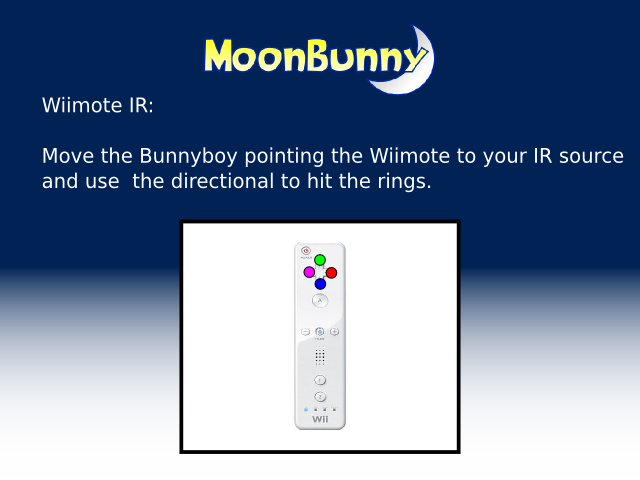 MoonBunny
Wiimote IR:
Move the Bunnyboy pointing the Wiimote to your IR source
and use  the directional to hit the rings.
A
Wii